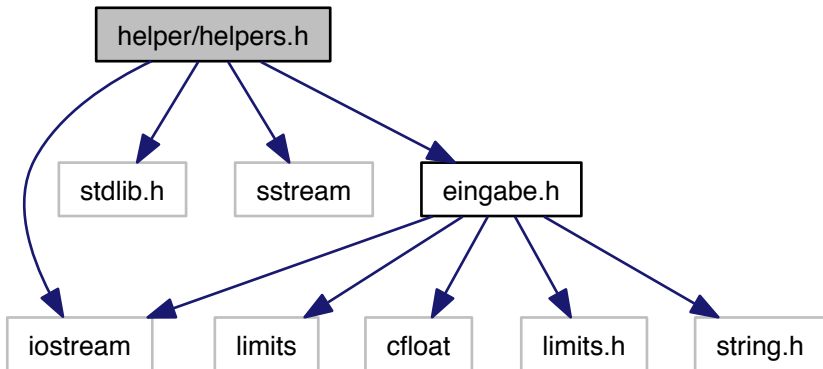 helper/helpers.h
stdlib.h
sstream
eingabe.h
iostream
limits
cfloat
limits.h
string.h